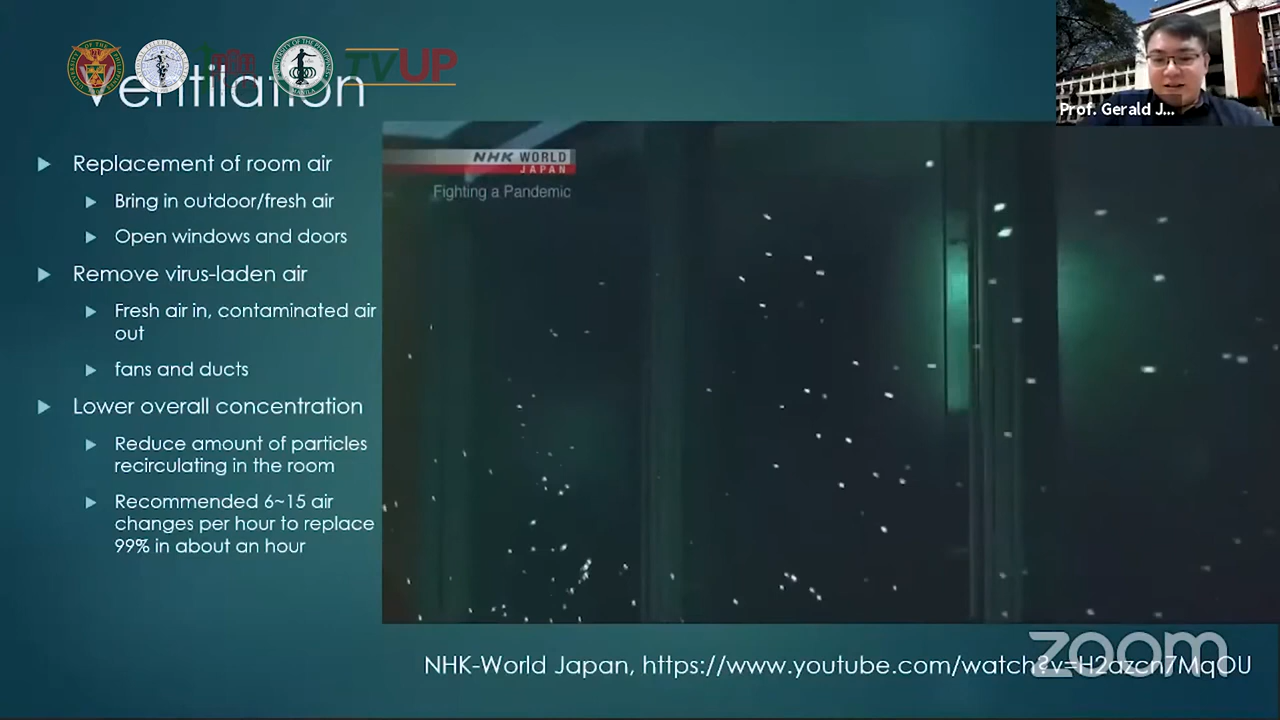 TVUP
Ventilation
Prof. Gerald J...
Replacement of room air
Bring in outdoor/fresh air
Open windows and doors
Remove virus-laden air
Fresh air in, contaminated air
out
fans and ducts
Lower overall concentration
Reduce amount of particles
recirculating in the room
Recommended 6~15 air
changes per hour to replace
99% in about an hour
NHK WORLD
JAPAN
Fighting a Pandemic
NHK-World Japan, https://www.youtube.com/watch?v=H2azcn7MqOU
zoom